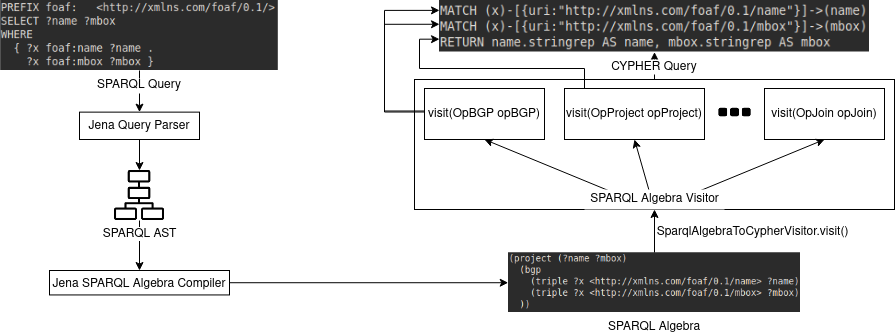 PREFIX foaf:   <http://xmlns.com/foaf/0.1/>
SELECT ?name ?mbox
WHERE
{ ?x foaf:name ?name .
?x foaf:mbox ?mbox }
SPARQL Query
Jena Query Parser
SPARQL AST
Jena SPARQL Algebra Compiler
MATCH (x)-[{uri:"http://xmlns.com/foaf/0.1/name"}]->(name)
MATCH (x)-[{uri:"http://xmlns.com/foaf/0.1/mbox"}]->(mbox)
RETURN name.stringrep AS name, mbox.stringrep AS mbox
CYPHER Query
visit(OpBGP opBGP)
visit(OpProject opProject)
visit(OpJoin opJoin)
SPARQL Algebra Visitor
SparqlAlgebraToCypherVisitor.visit()
(project (?name ?mbox)
(bgp
(triple ?x <http://xmlns.com/foaf/0.1/name> ?name)
(triple ?x <http://xmlns.com/foaf/0.1/mbox> ?mbox)
))
SPARQL Algebra